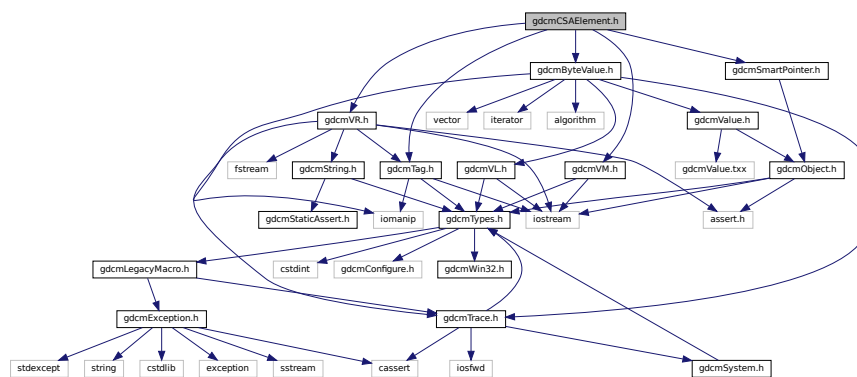 gdcmCSAElement.h
gdcmByteValue.h
gdcmSmartPointer.h
gdcmVR.h
vector
iterator
algorithm
gdcmValue.h
fstream
gdcmString.h
gdcmTag.h
gdcmVL.h
gdcmVM.h
gdcmValue.txx
gdcmObject.h
gdcmStaticAssert.h
iomanip
gdcmTypes.h
iostream
assert.h
gdcmLegacyMacro.h
cstdint
gdcmConfigure.h
gdcmWin32.h
gdcmException.h
gdcmTrace.h
stdexcept
string
cstdlib
exception
sstream
cassert
iosfwd
gdcmSystem.h